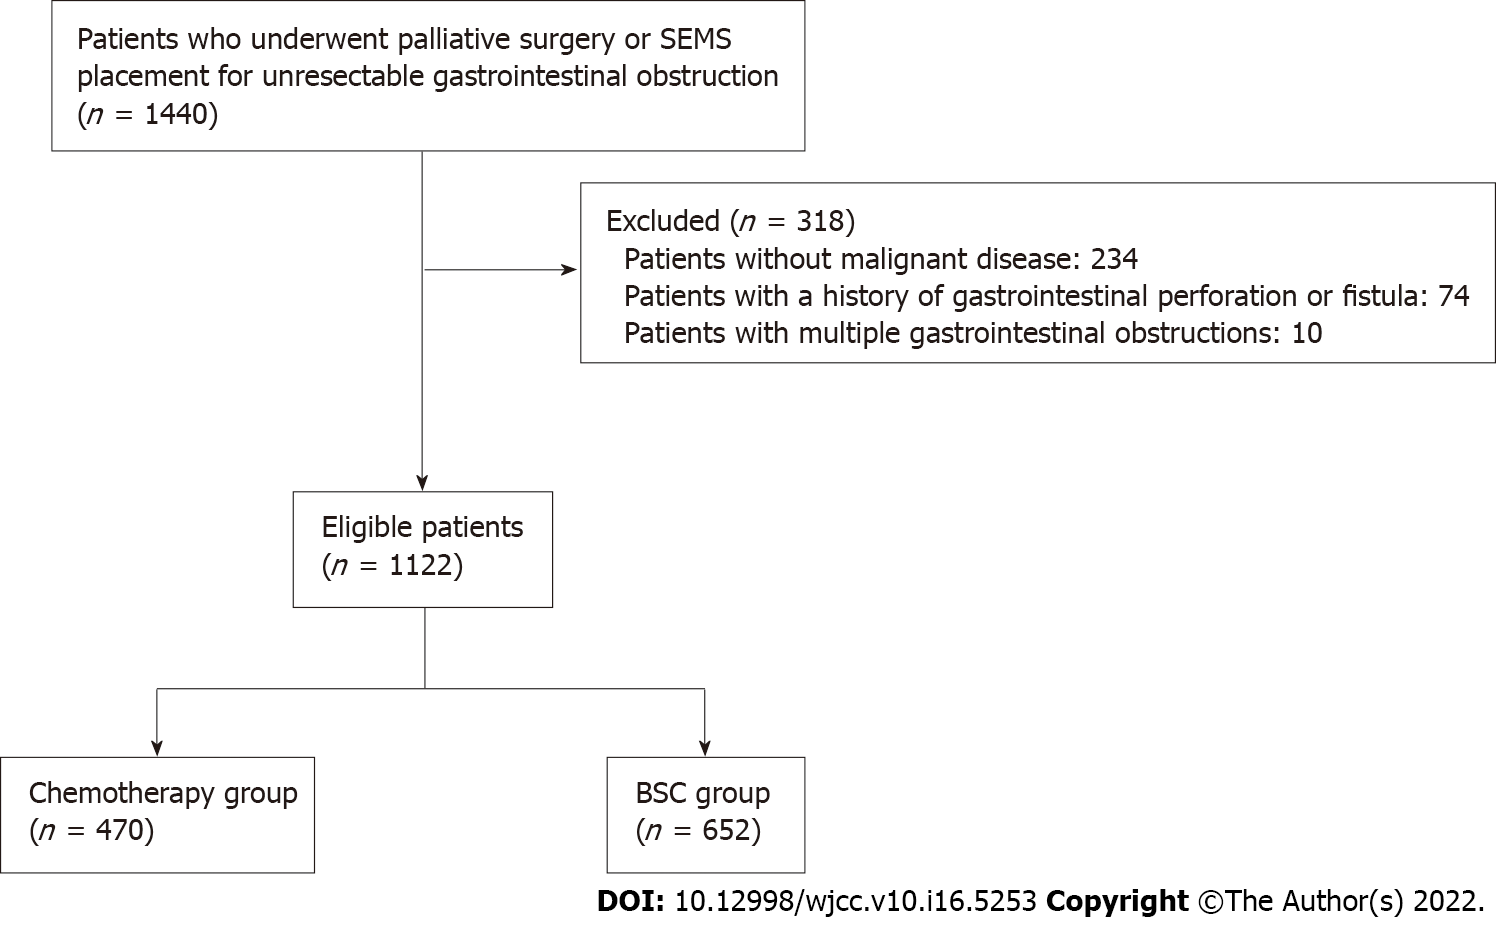 Patients who underwent palliative surgery or SEMS
placement for unresectable gastrointestinal obstruction
(n = 1440)
Excluded (n = 318)
Patients without malignant disease: 234
Patients with a history of gastrointestinal perforation or fistula: 74
Patients with multiple gastrointestinal obstructions: 10
Eligible patients
(n = 1122)
Chemotherapy group
(n = 470)
BSC group
(n = 652)
DOI: 10.12998/wjcc.v10.i16.5253 Copyright ©The Author(s) 2022.